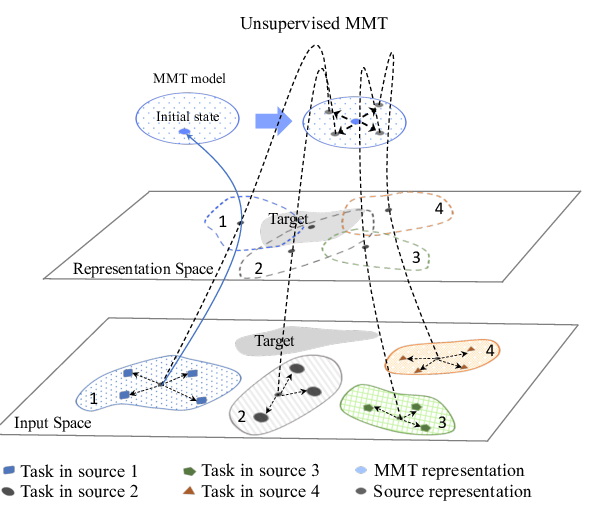 Unsupervised MMT
MMT model
Initial state
1
Target
4
2
3
Representation Space
Target
4
1
2
3
Input Space
Task in source 1
Task in source 3
MMT representation
Task in source 2
Task in source 4
Source representation